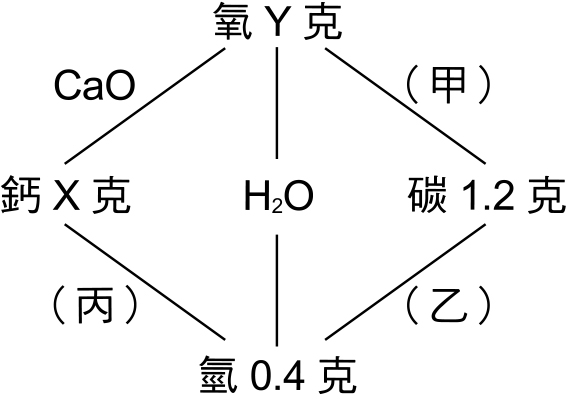 氧 Y 克
CaO
（甲）
鈣 X 克
H₂O
碳 1.2 克
（丙）
（乙）
氫 0.4 克